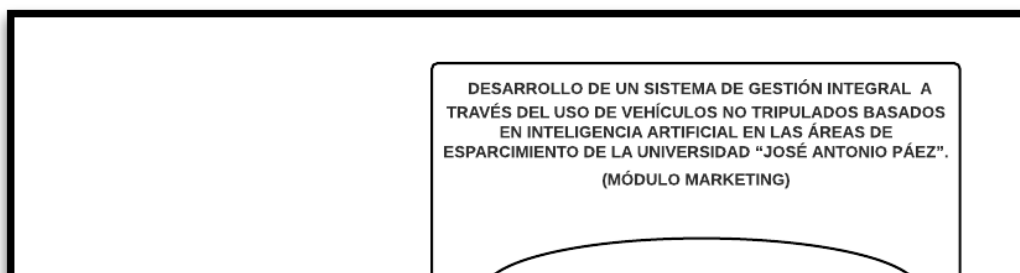 DESARROLLO DE UN SISTEMA DE GESTIÓN INTEGRAL A
TRAVÉS DEL USO DE VEHÍCULOS NO TRIPULADOS BASADOS
EN INTELIGENCIA ARTIFICIAL EN LAS ÁREAS DE
ESPARCIMIENTO DE LA UNIVERSIDAD “JOSÉ ANTONIO PÁEZ”.
(MÓDULO MARKETING)